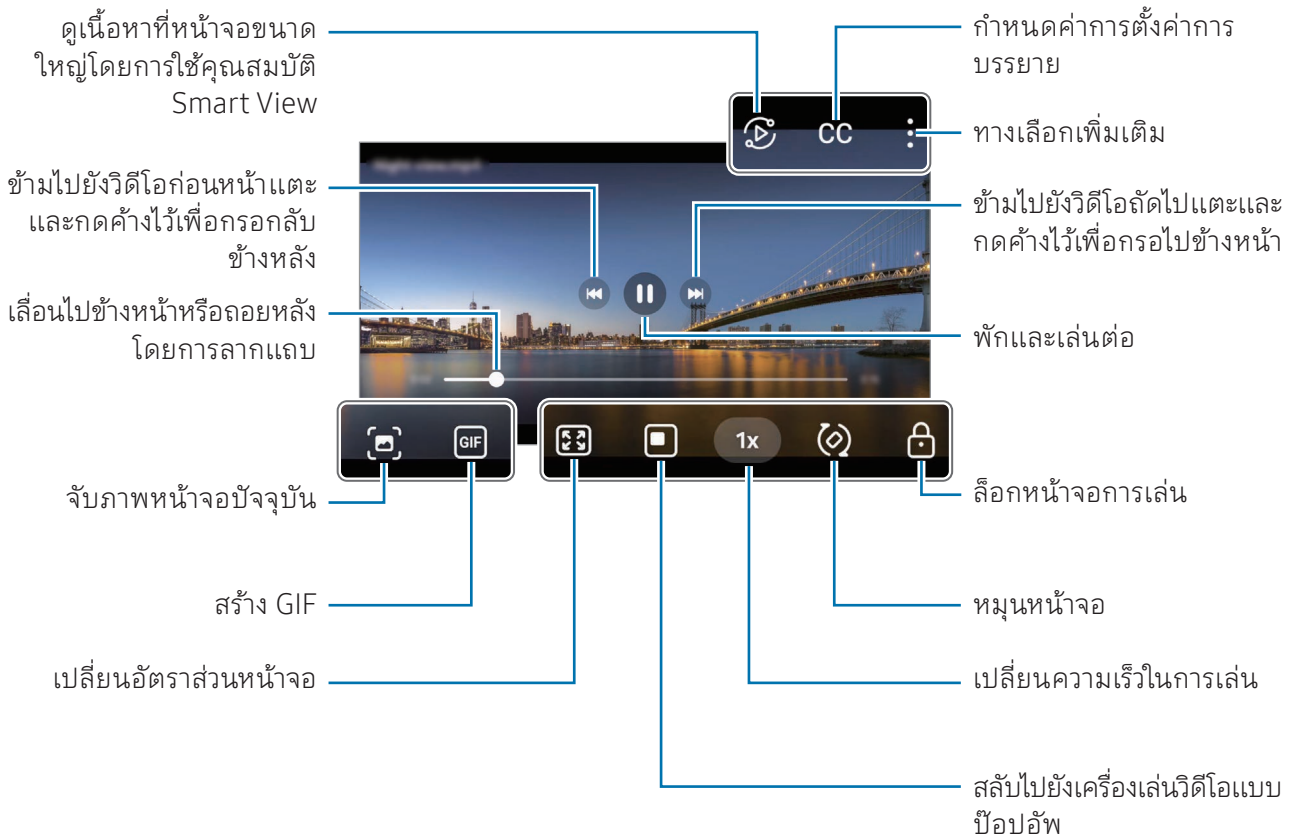 ดูเนื้อหาที่หน้าจอขนาด
ใหญ่โดยการใช้คุณสมบัติ
Smart View
กำหนดค่าการตั้งค่าการ
บรรยาย
CC
ทางเลือกเพิ่มเติม
ข้ามไปยังวิดีโอก่อนหน้าแตะ
และกดค้างไว้เพื่อกรอกลับ
ข้างหลัง
ข้ามไปยังวิดีโอถัดไปแตะและ
กดค้างไว้เพื่อกรอไปข้างหน้า
เลื่อนไปข้างหน้าหรือถอยหลัง
โดยการลากแถบ
พักและเล่นต่อ
GIF
1x
จับภาพหน้าจอปัจจุบัน
ล็อกหน้าจอการเล่น
สร้าง GIF
หมุนหน้าจอ
เปลี่ยนอัตราส่วนหน้าจอ
เปลี่ยนความเร็วในการเล่น
สลับไปยังเครื่องเล่นวิดีโอแบบ
ป๊อปอัพ